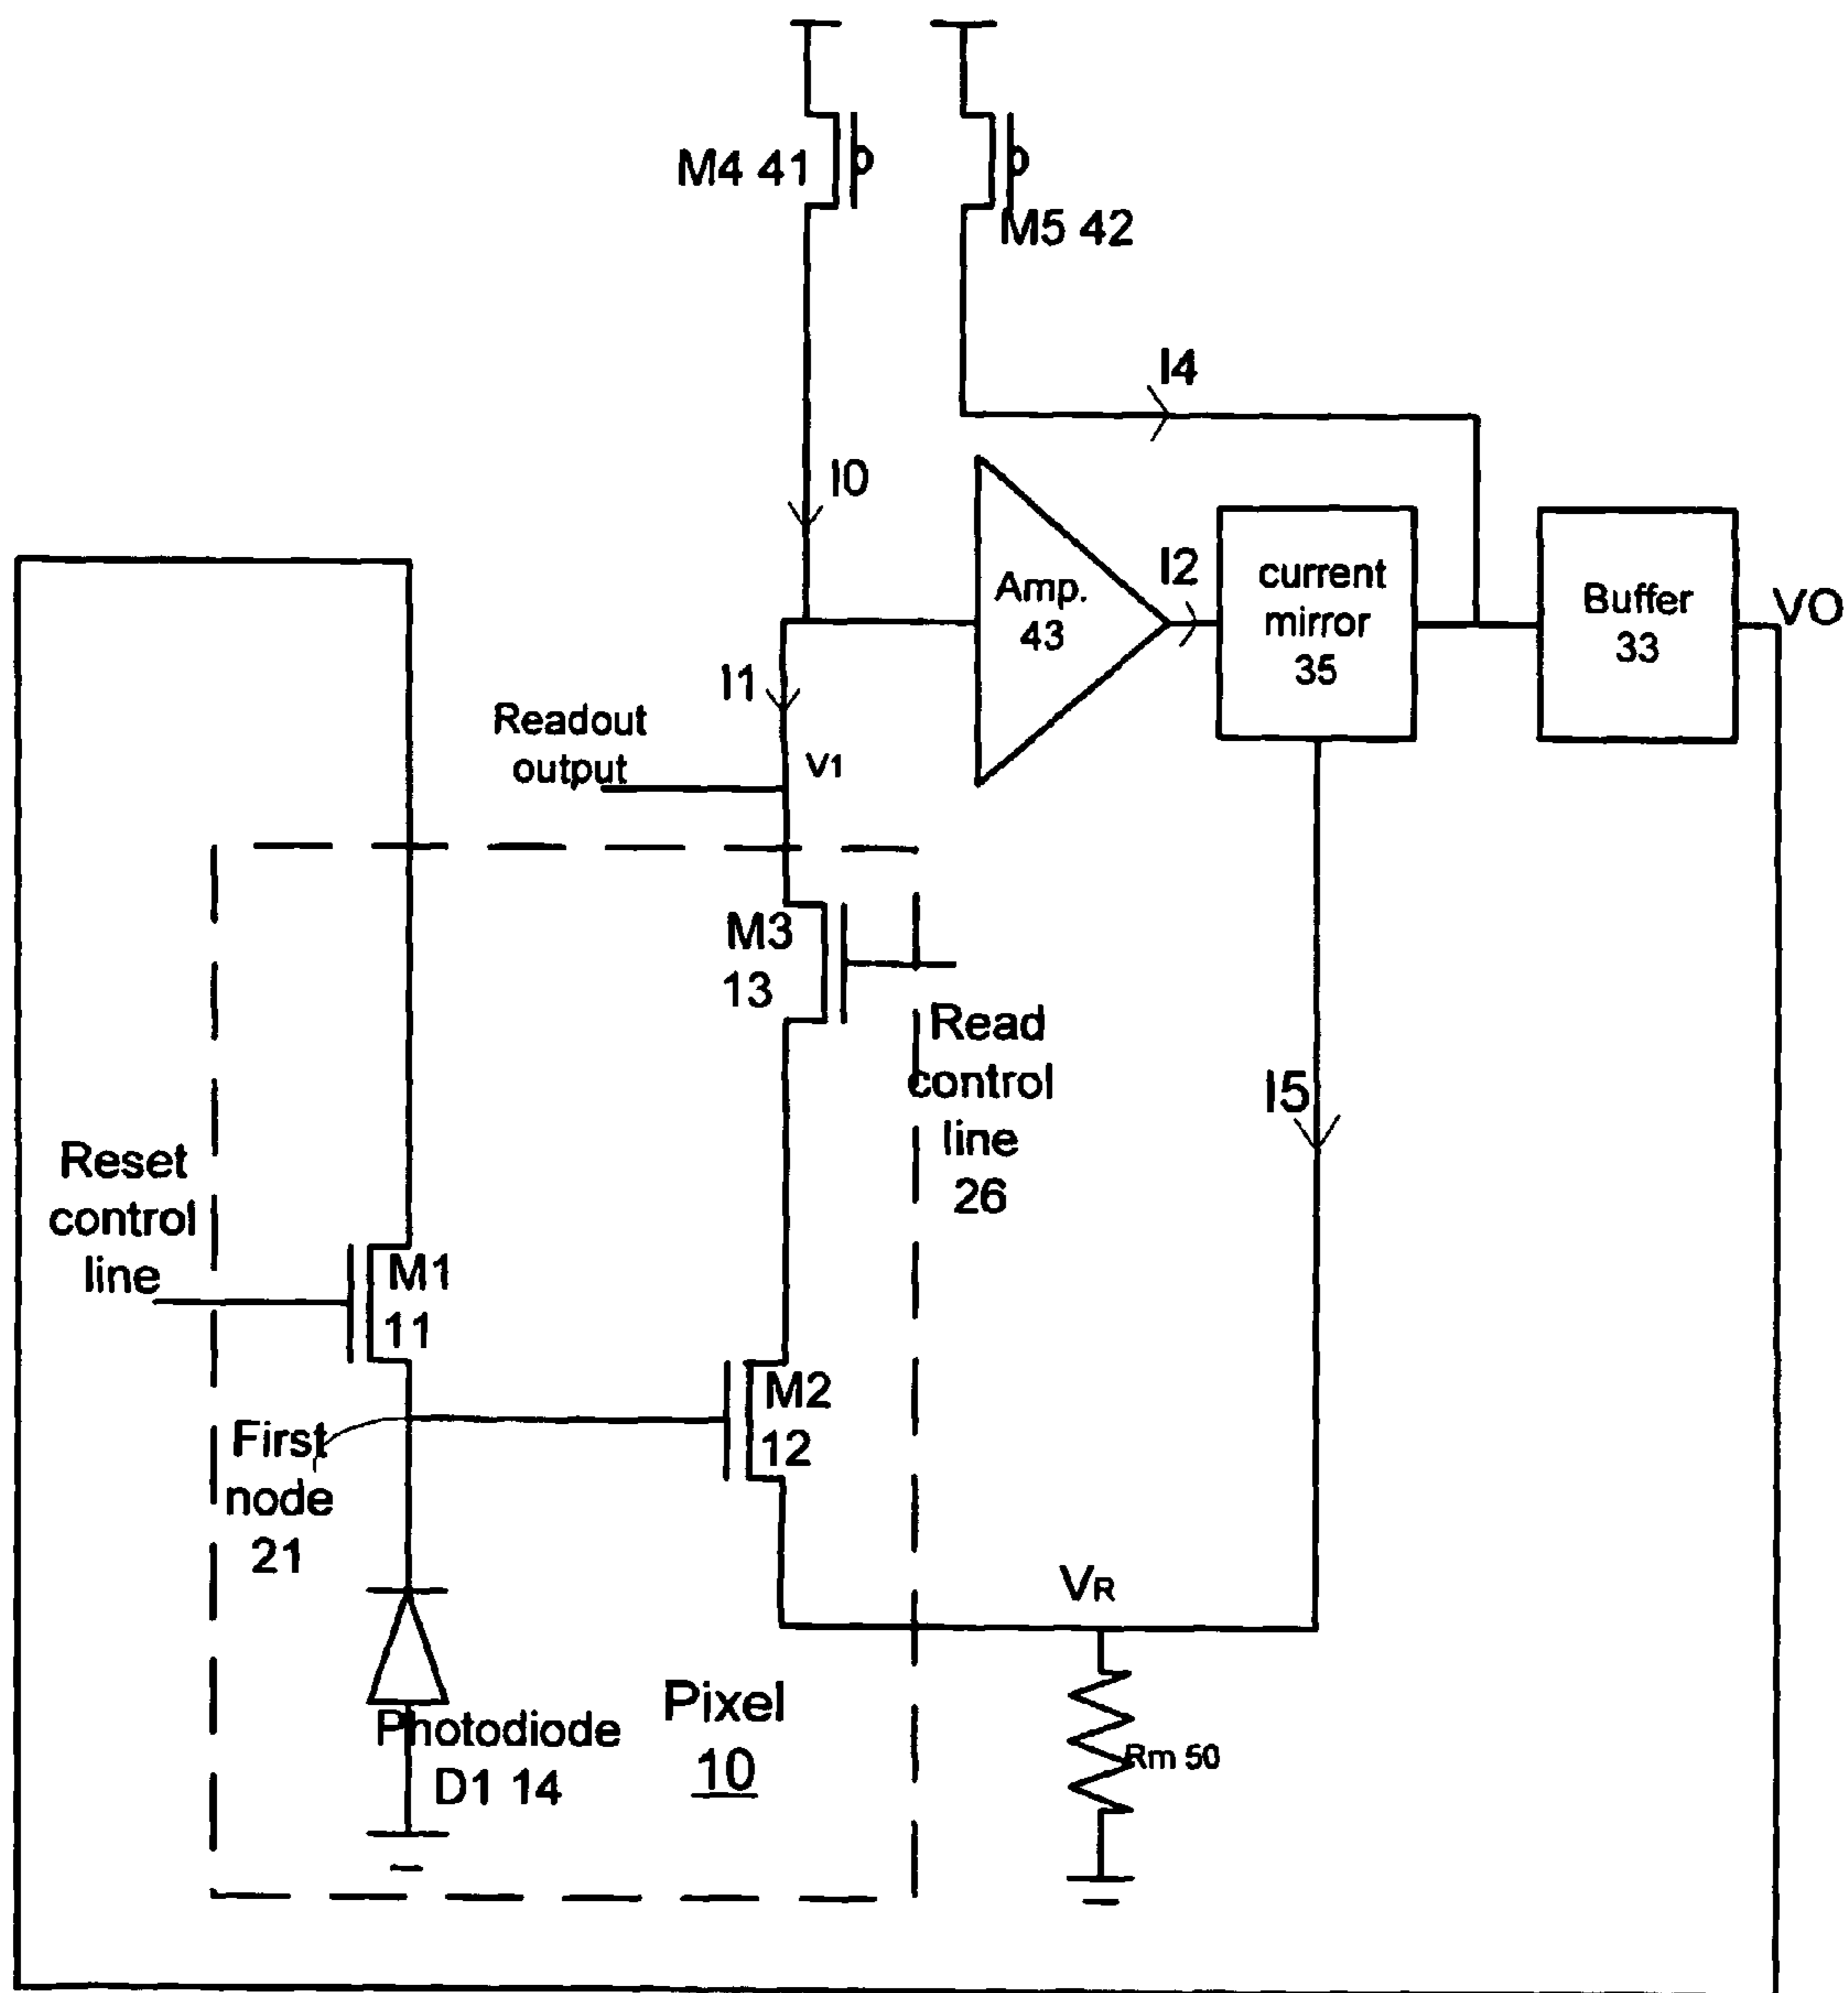 M4 41
M5 42
I4
I0
Amp.
43
I2
current
mirror
35
Buffer
33
VO
I1
Readout
output
V1
M3
13
Read
control
line
26
I5
Reset
control
line
M1
11
M2
12
First
node
21
VR
Photodiode
D1 14
Pixel
10
Rm 50